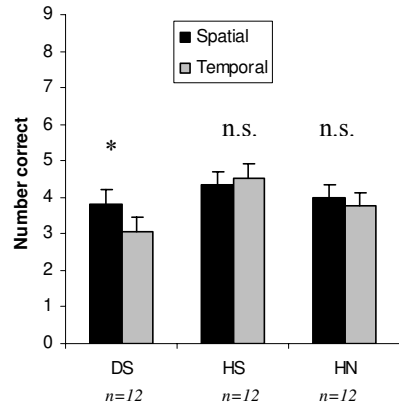 9
8
7
6
5
4
3
2
1
0
Number correct
Spatial
Temporal
*
n.s.
n.s.
DS
HS
HN
n=12
n=12
n=12